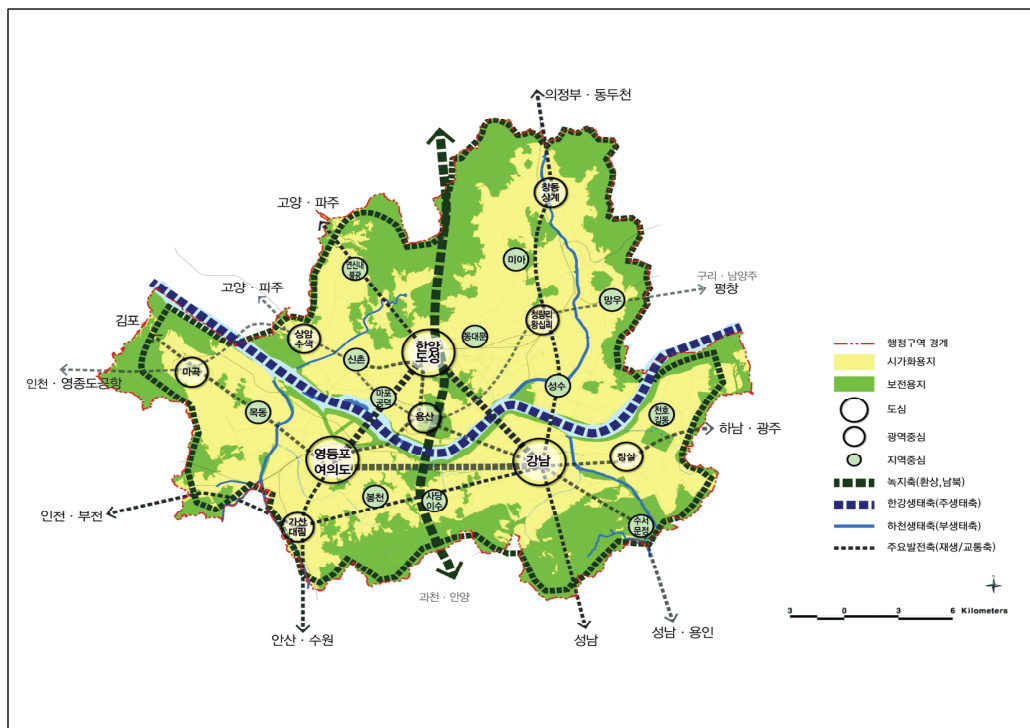 의정부 · 동두천
창동
상계
고양 · 파주
연신내
불광
미아
구리 · 남양주
평창
고양 · 파주
망우
김포
청량리
왕십리
상암
수색
동대문
한양
도성
신촌
마곡
인천 · 영종도공항
성수
마포
공덕
목동
용산
천호
길동
하남 · 광주
영등포
여의도
강남
잠실
봉천
사당
이수
인전 · 부전
가산
대림
수서
문정
과천 · 안양
안산 · 수원
성남
성남 · 용인
행정구역 경계
시가화용지
보전용지
도심
광역중심
지역중심
녹지축(환상,남북)
한강생태축(주생태축)
하천생태축(부생태축)
주요발전축(재생/교통축)
3 0 3 6 Kilometers